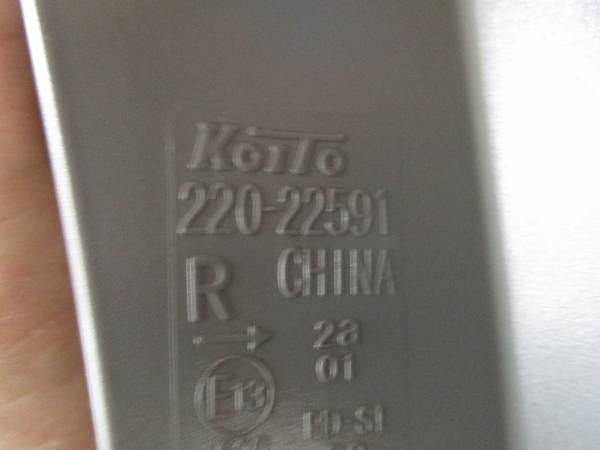 KOITO
220-22591
R CHINA
2a
01
E13